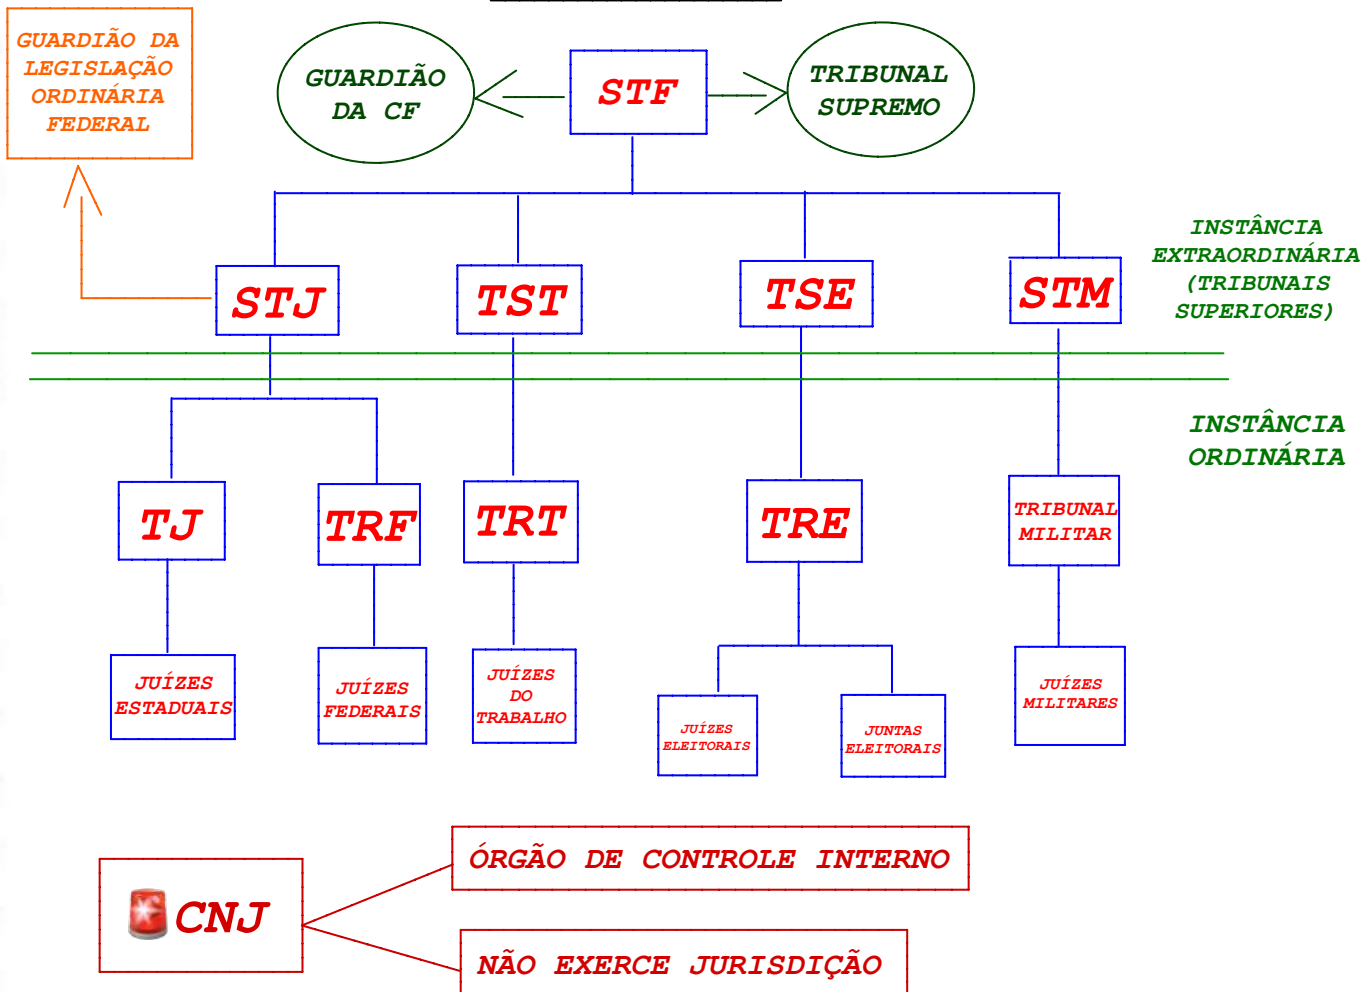 GUARDIÃO DA
LEGISLAÇÃO
ORDINÁRIA
FEDERAL
GUARDIÃO
DA CF
STF
TRIBUNAL
SUPREMO
INSTÂNCIA
EXTRAORDINÁRIA
(TRIBUNAIS
SUPERIORES)
STJ
TST
TSE
STM
INSTÂNCIA
ORDINÁRIA
TJ
TRF
TRT
TRE
TRIBUNAL
MILITAR
JUÍZES
ESTADUAIS
JUÍZES
FEDERAIS
JUÍZES
DO
TRABALHO
JUÍZES
ELEITORAIS
JUNTAS
ELEITORAIS
JUÍZES
MILITARES
CNJ
ÓRGÃO DE CONTROLE INTERNO
NÃO EXERCE JURISDIÇÃO